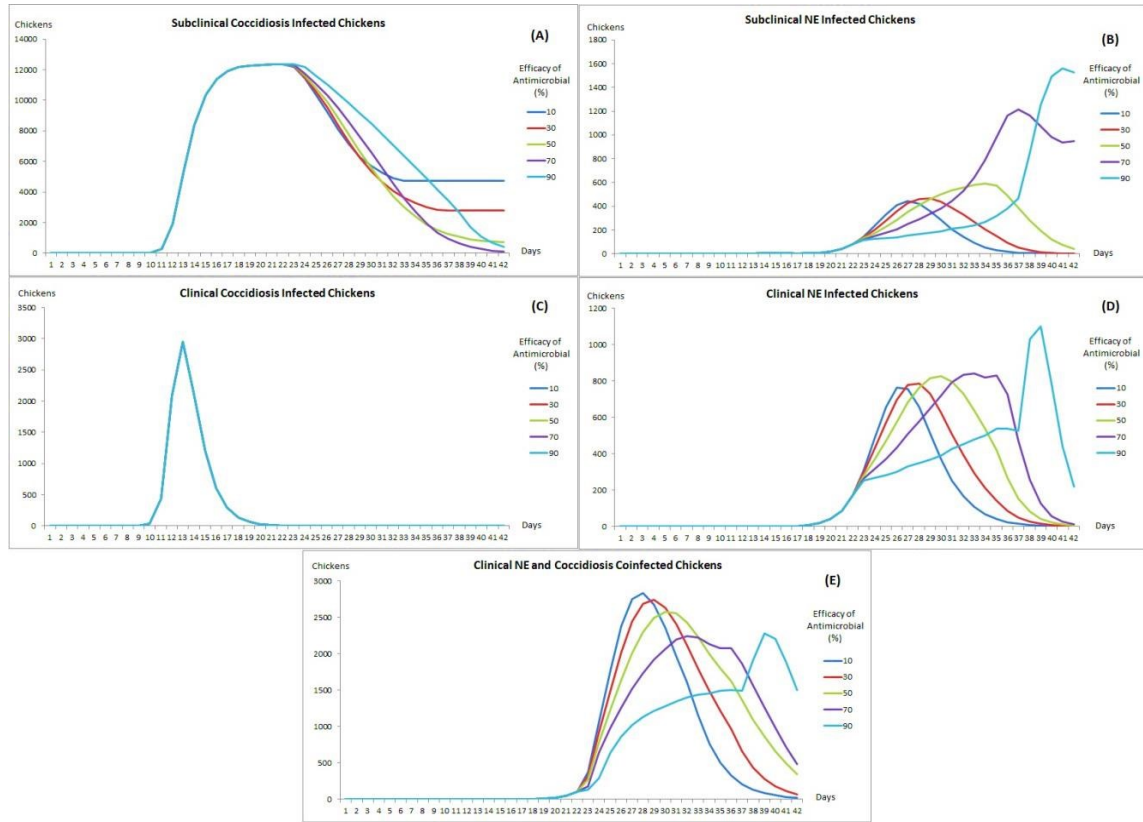 Chickens
Subclinical Coccidiosis Infected Chickens
(A)
14000
12000
10000
8000
6000
4000
2000
0
Efficacy of
Antimicrobial
(%)
10
30
50
70
90
Days
1 2 3 4 5 6 7 8 9 10 11 12 13 14 15 16 17 18 19 20 21 22 23 24 25 26 27 28 29 30 31 32 33 34 35 36 37 38 39 40 41 42
Subclinical NE Infected Chickens
Chickens
(B)
1800
1600
1400
1200
1000
800
600
400
200
0
Efficacy of
Antimicrobial
(%)
10
30
50
70
90
Days
1 2 3 4 5 6 7 8 9 10 11 12 13 14 15 16 17 18 19 20 21 22 23 24 25 26 27 28 29 30 31 32 33 34 35 36 37 38 39 40 41 42
Chickens
Clinical Coccidiosis Infected Chickens
(C)
3500
3000
2500
2000
1500
1000
500
0
Efficacy of
Antimicrobial
(%)
10
30
50
70
90
Days
1 2 3 4 5 6 7 8 9 10 11 12 13 14 15 16 17 18 19 20 21 22 23 24 25 26 27 28 29 30 31 32 33 34 35 36 37 38 39 40 41 42
Chickens
Clinical NE Infected Chickens
(D)
1200
1000
800
600
400
200
0
Efficacy of
Antimicrobial
(%)
10
30
50
70
90
Days
1 2 3 4 5 6 7 8 9 10 11 12 13 14 15 16 17 18 19 20 21 22 23 24 25 26 27 28 29 30 31 32 33 34 35 36 37 38 39 40 41 42
Chickens
Clinical NE and Coccidiosis Coinfected Chickens
(E)
3000
2500
2000
1500
1000
500
0
Efficacy of
Antimicrobial
(%)
10
30
50
70
90
Days
1 2 3 4 5 6 7 8 9 10 11 12 13 14 15 16 17 18 19 20 21 22 23 24 25 26 27 28 29 30 31 32 33 34 35 36 37 38 39 40 41 42